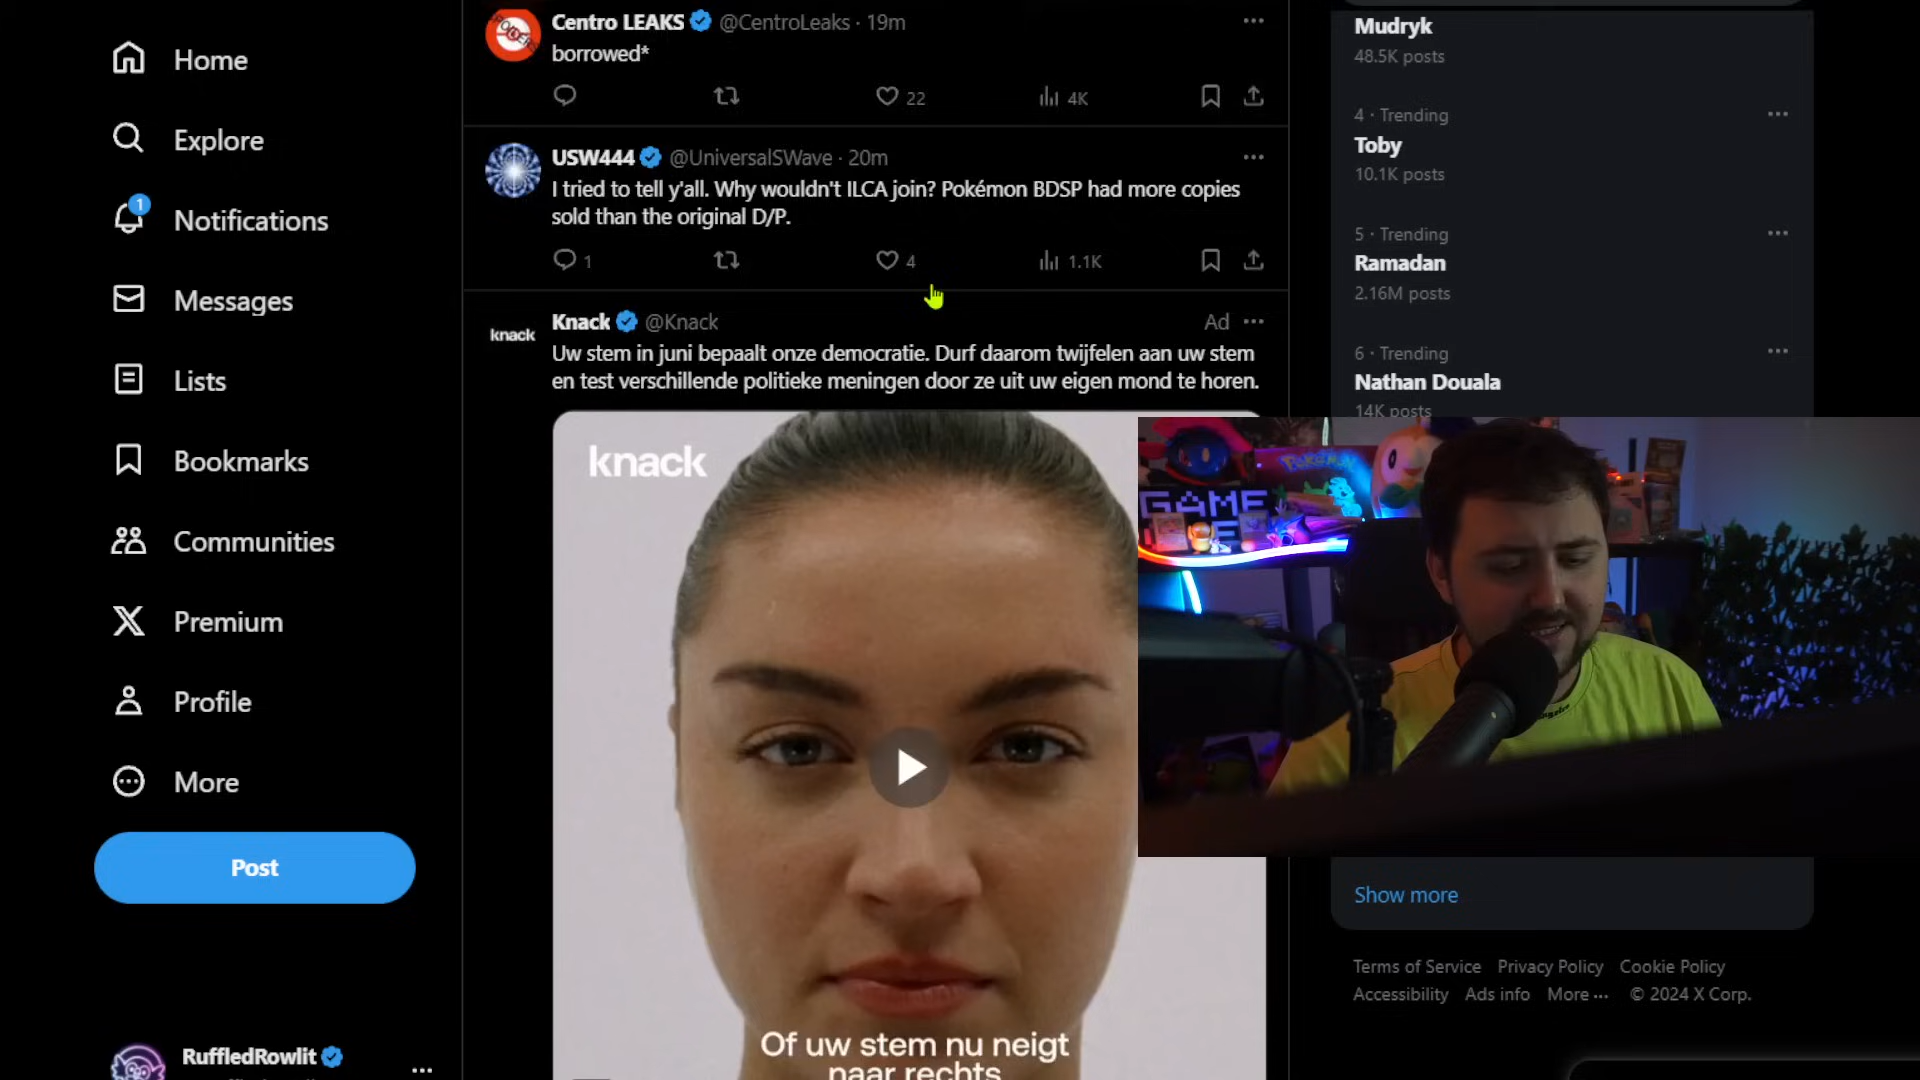 Home
Explore
1
Notifications
Messages
Lists
Bookmarks
Communities
Premium
Profile
More
Post
RuffledRowlit
Centro LEAKS @CentroLeaks · 19m
borrowed*
22
4K
USW444 @UniversalSWave · 20m
I tried to tell y'all. Why wouldn't ILCA join? Pokémon BDSP had more copies
sold than the original D/P.
1
4
1.1K
knack
Knack @Knack
Ad
Uw stem in juni bepaalt onze democratie. Durf daarom twijfelen aan uw stem
en test verschillende politieke meningen door ze uit uw eigen mond te horen.
knack
Of uw stem nu neigt
naar rechts
Mudryk
48.5K posts
4 · Trending
Toby
10.1K posts
5 · Trending
Ramadan
2.16M posts
6 · Trending
Nathan Douala
14K posts
POKÉMON
GAME
Show more
Terms of Service Privacy Policy Cookie Policy
Accessibility Ads info More ··· © 2024 X Corp.